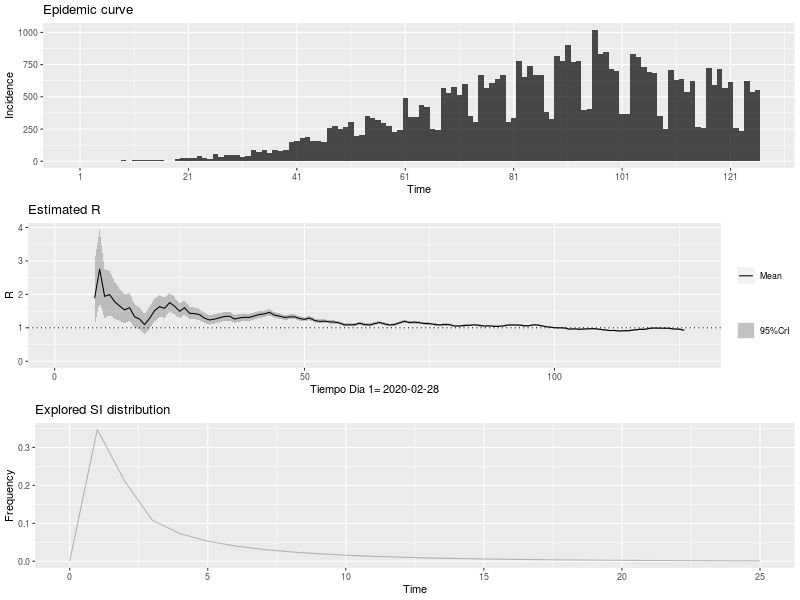 Epidemic curve
Incidence
1000
750
500
250
0
1 21 41 61 81 101 121
Time
Estimated R
R
4
3
2
1
0
Mean
95%CrI
0 50 100
Tiempo Dia 1= 2020-02-28
Explored SI distribution
Frequency
0.3
0.2
0.1
0.0
0 5 10 15 20 25
Time